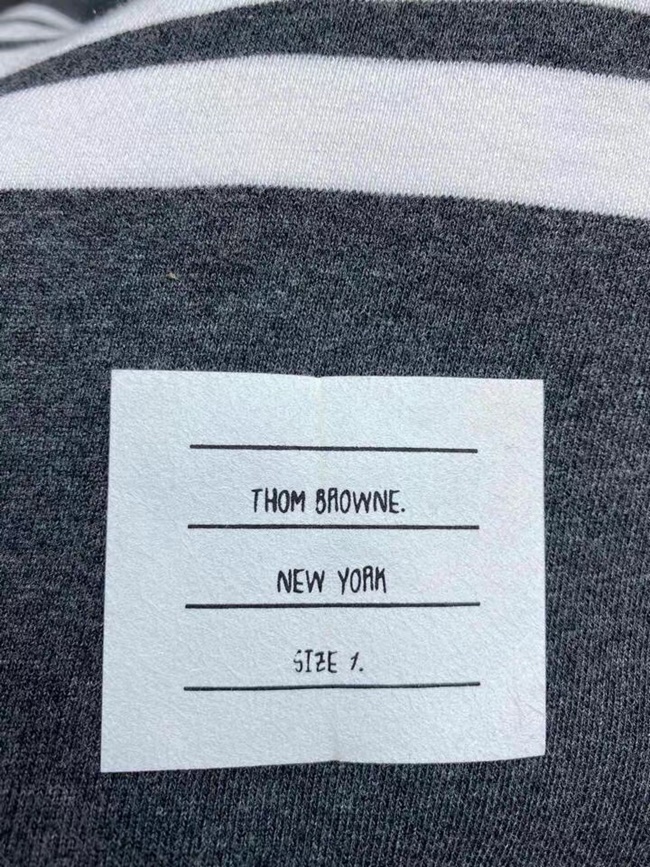 THOM BROWNE.
NEW YORK
SIZE 1.